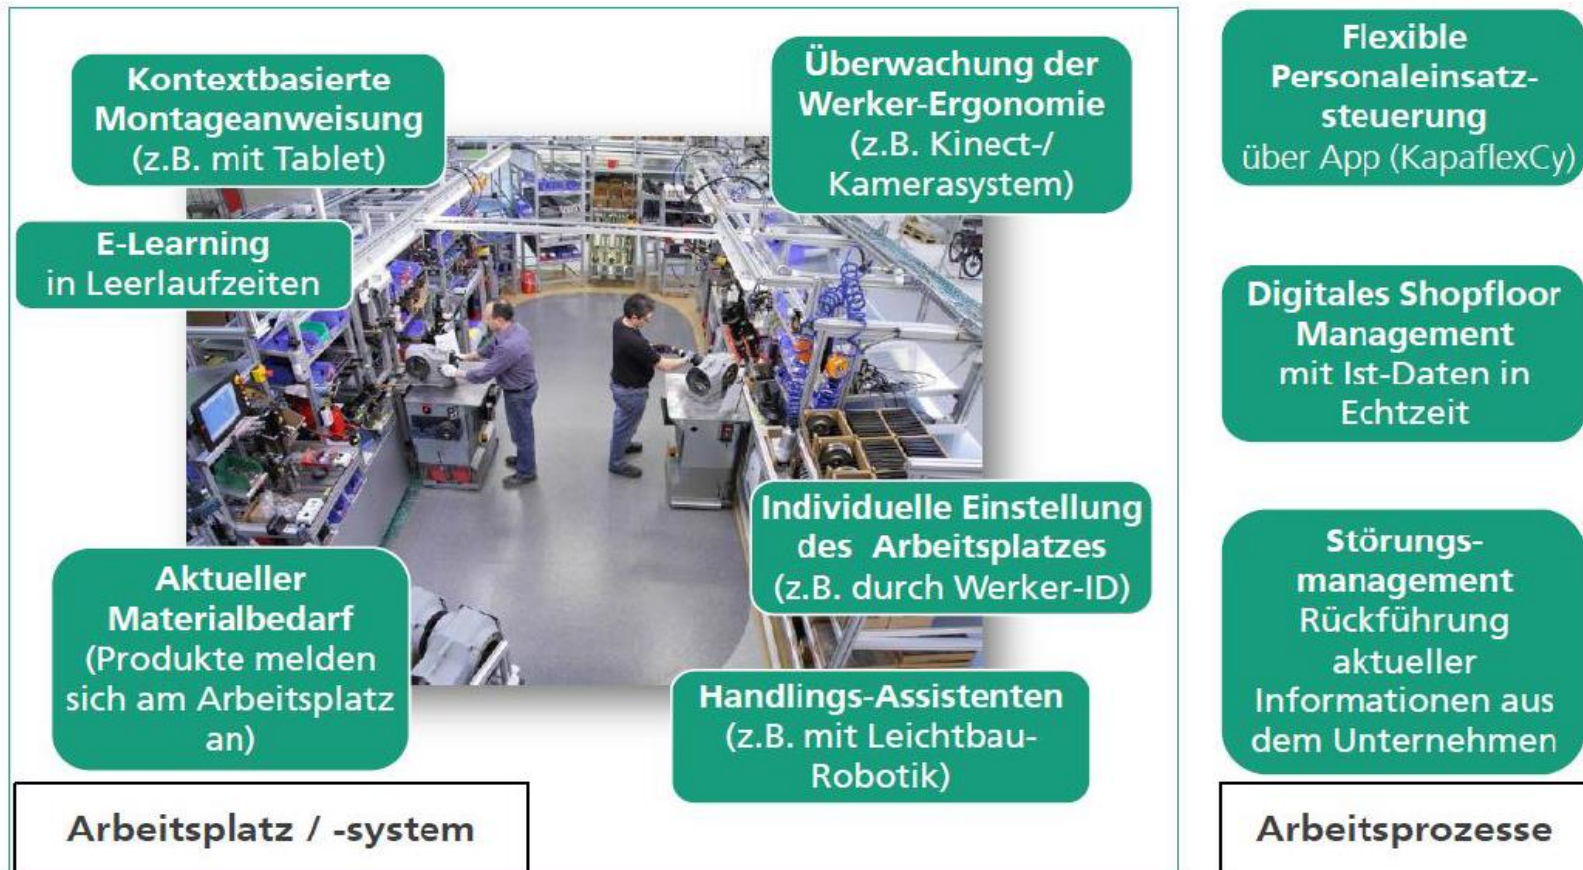 Kontextbasierte
Montageanweisung
(z.B. mit Tablet)
Überwachung der
Werker-Ergonomie
(z.B. Kinect-/
Kamerasystem)
E-Learning
in Leerlaufzeiten
Individuelle Einstellung
des Arbeitsplatzes
(z.B. durch Werker-ID)
Aktueller
Materialbedarf
(Produkte melden
sich am Arbeitsplatz
an)
Handlings-Assistenten
(z.B. mit Leichtbau-
Robotik)
Arbeitsplatz / -system
Flexible
Personaleinsatz-
steuerung
über App (KapaflexCy)
Digitales Shopfloor
Management
mit Ist-Daten in
Echtzeit
Störungs-
management
Rückführung
aktueller
Informationen aus
dem Unternehmen
Arbeitsprozesse